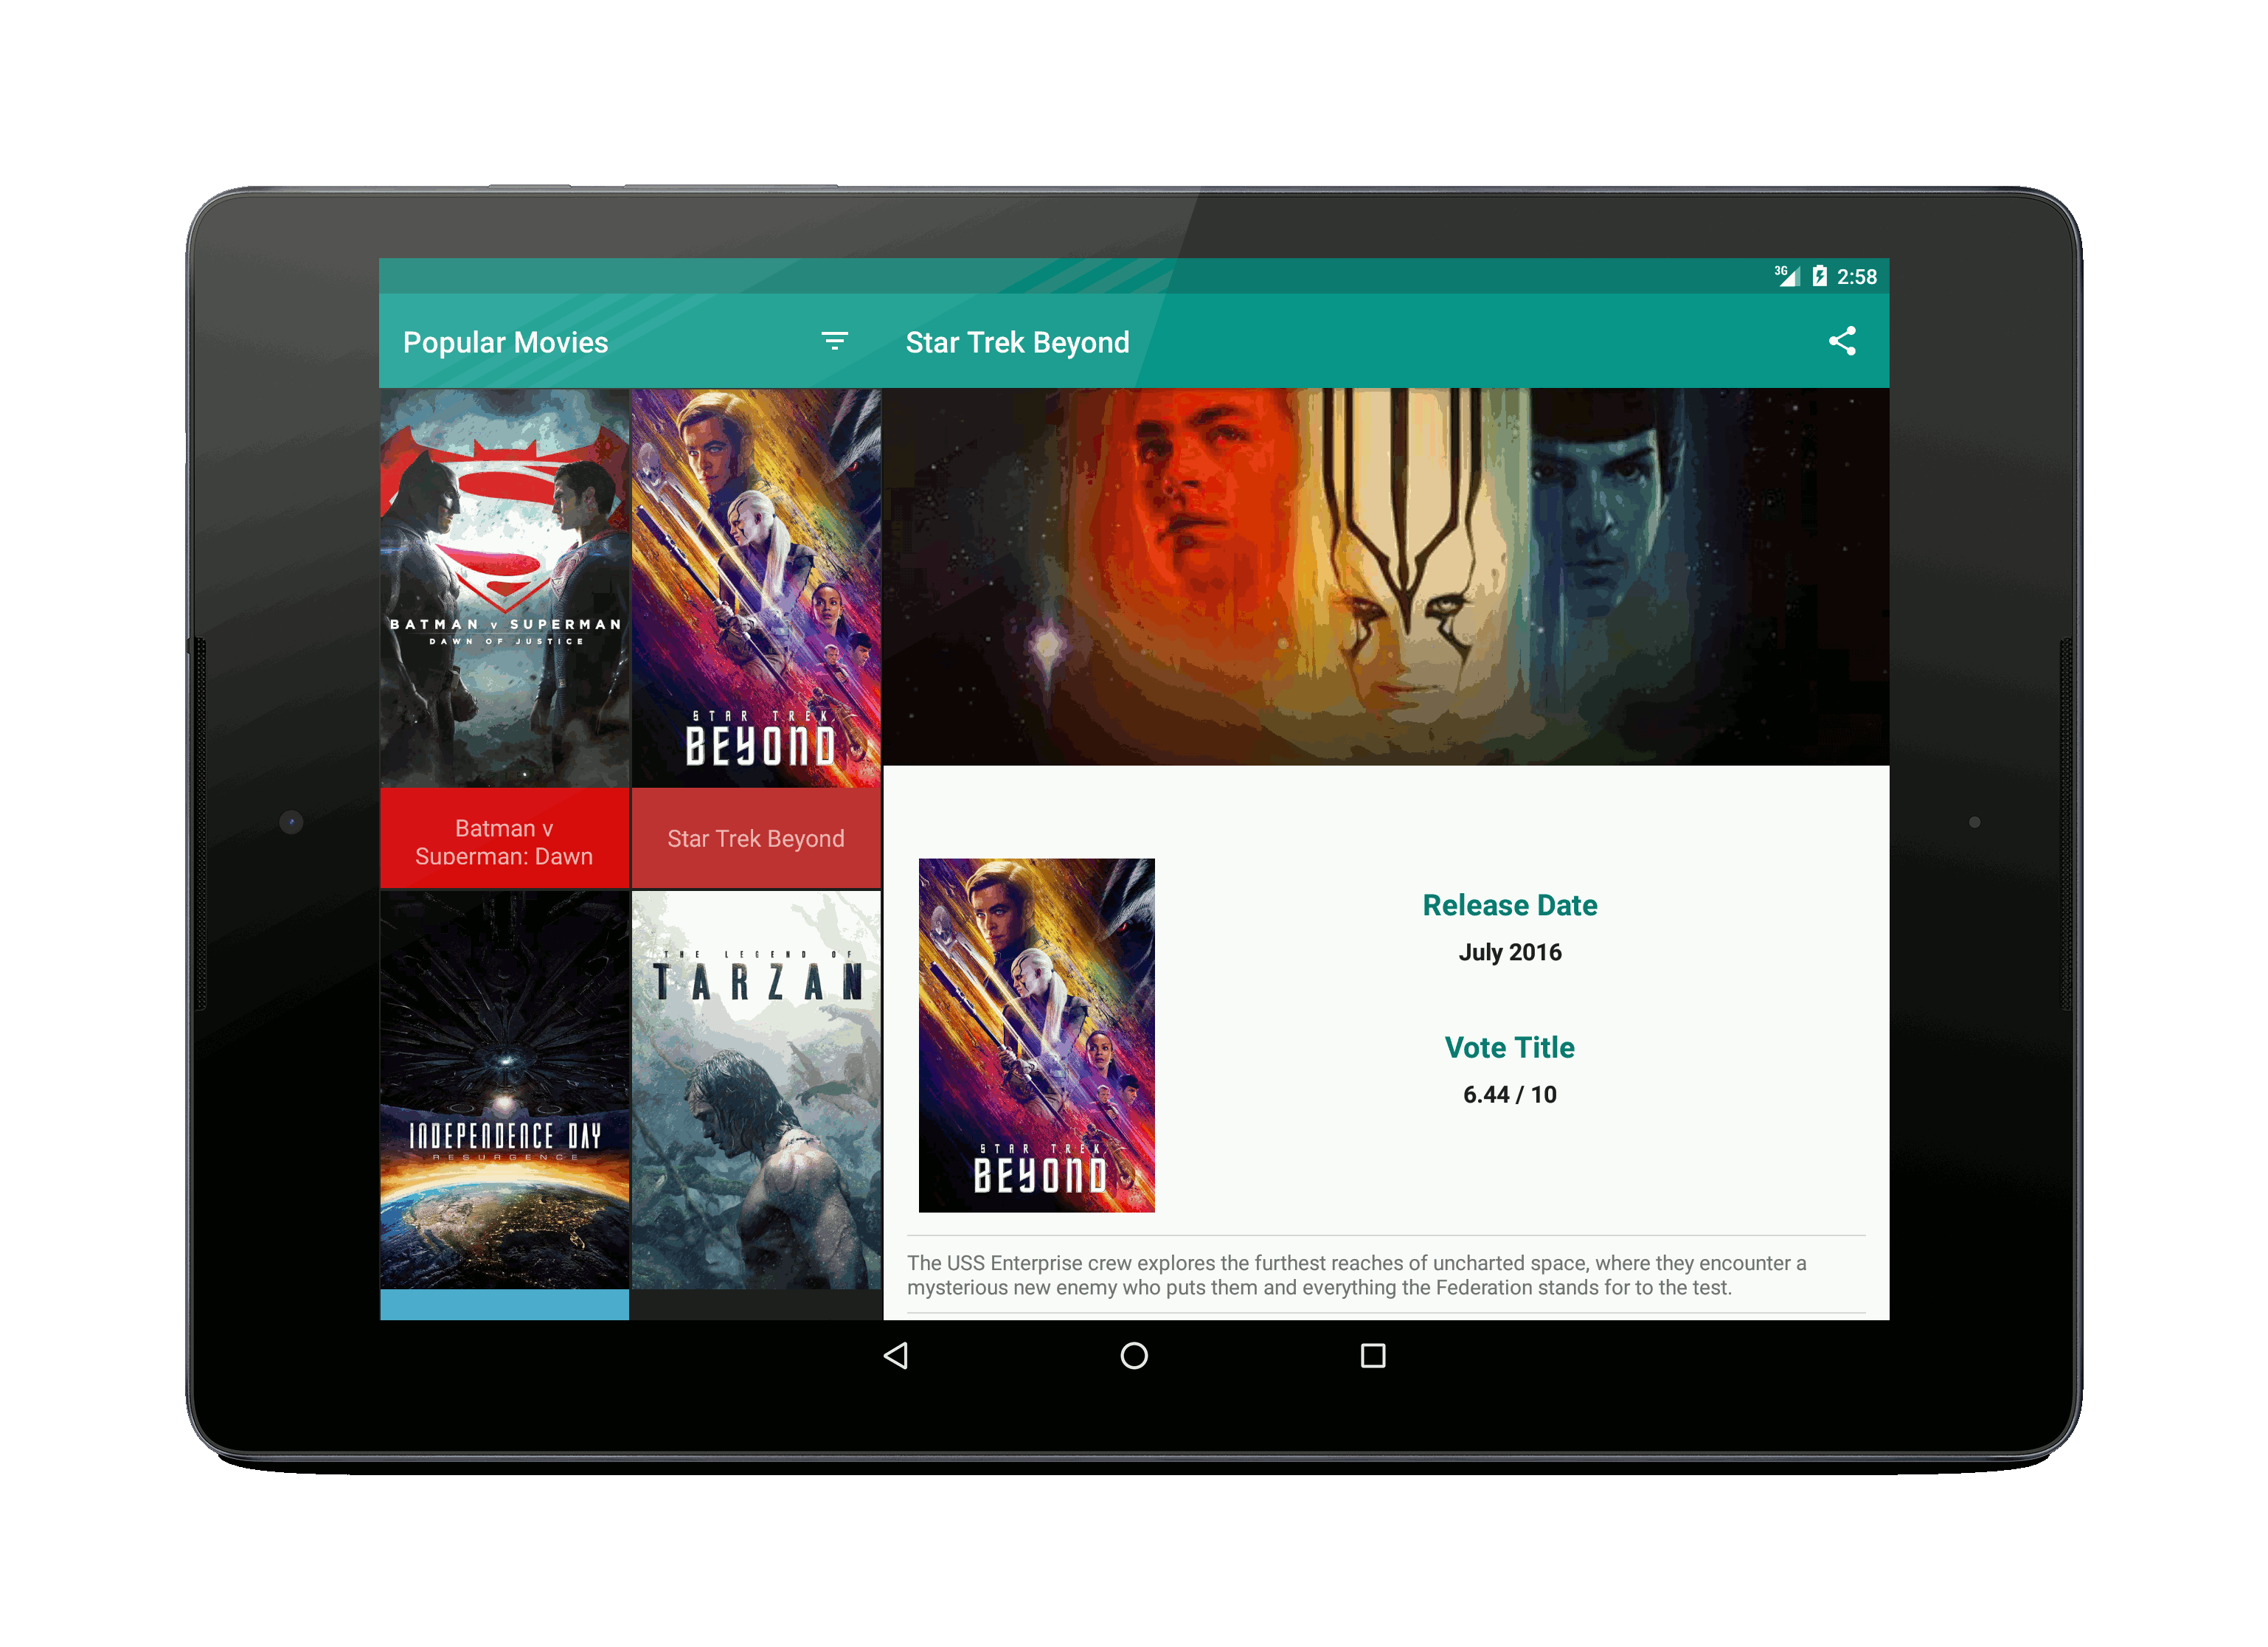 3G 2:58
Popular Movies
Star Trek Beyond
BATMAN v SUPERMAN
DAWN OF JUSTICE
STAR TREK
BEYOND
Batman v
Superman: Dawn
Star Trek Beyond
INDEPENDENCE DAY
RESURGENCE
THE LEGEND OF
TARZAN
STAR TREK
BEYOND
Release Date
July 2016
Vote Title
6.44 / 10
The USS Enterprise crew explores the furthest reaches of uncharted space, where they encounter a
mysterious new enemy who puts them and everything the Federation stands for to the test.